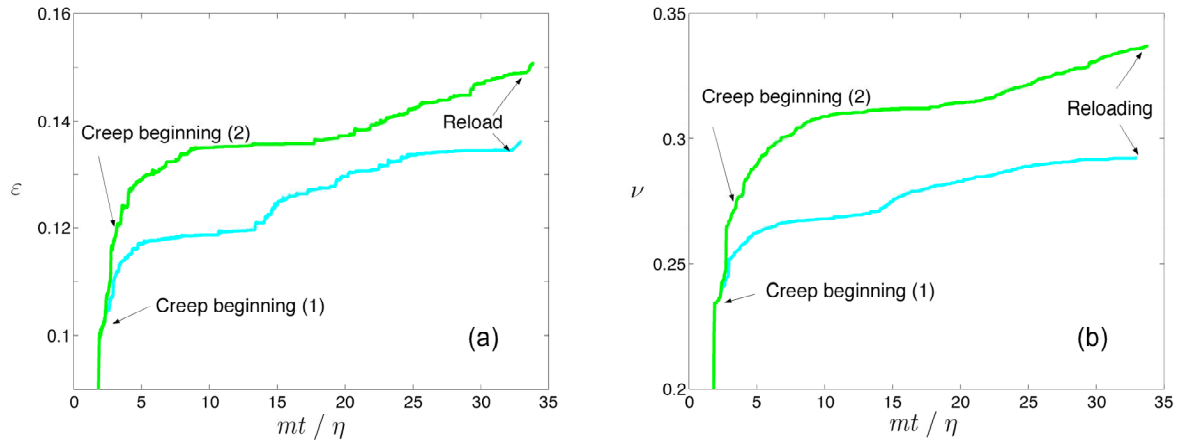 0.16
0.14
0.12
0.1
ε
0
5
10
15
20
25
30
35
mt / η
Creep beginning (2)
Reload
Creep beginning (1)
(a)
0.35
0.3
0.25
0.2
ν
0
5
10
15
20
25
30
35
mt / η
Creep beginning (2)
Reloading
Creep beginning (1)
(b)